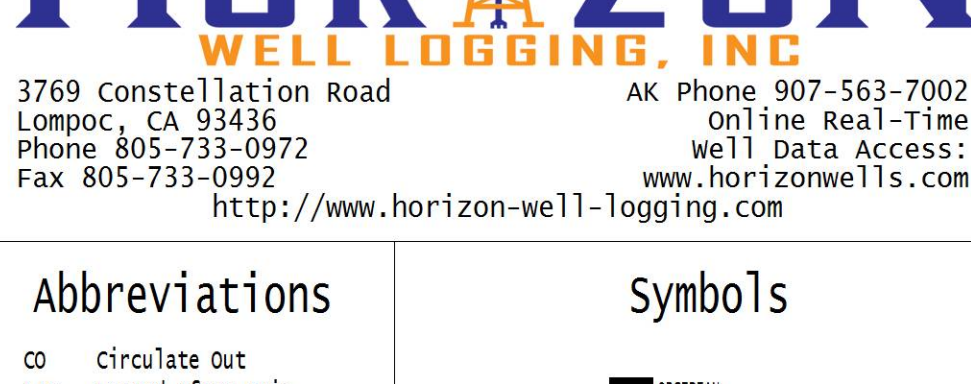 HORIZON
WELL LOGGING, INC
3769 Constellation Road
Lompoc, CA 93436
Phone 805-733-0972
Fax 805-733-0992
AK Phone 907-563-7002
Online Real-Time
Well Data Access:
www.horizonwells.com
http://www.horizon-well-logging.com
Abbreviations
CO Circulate Out
Symbols